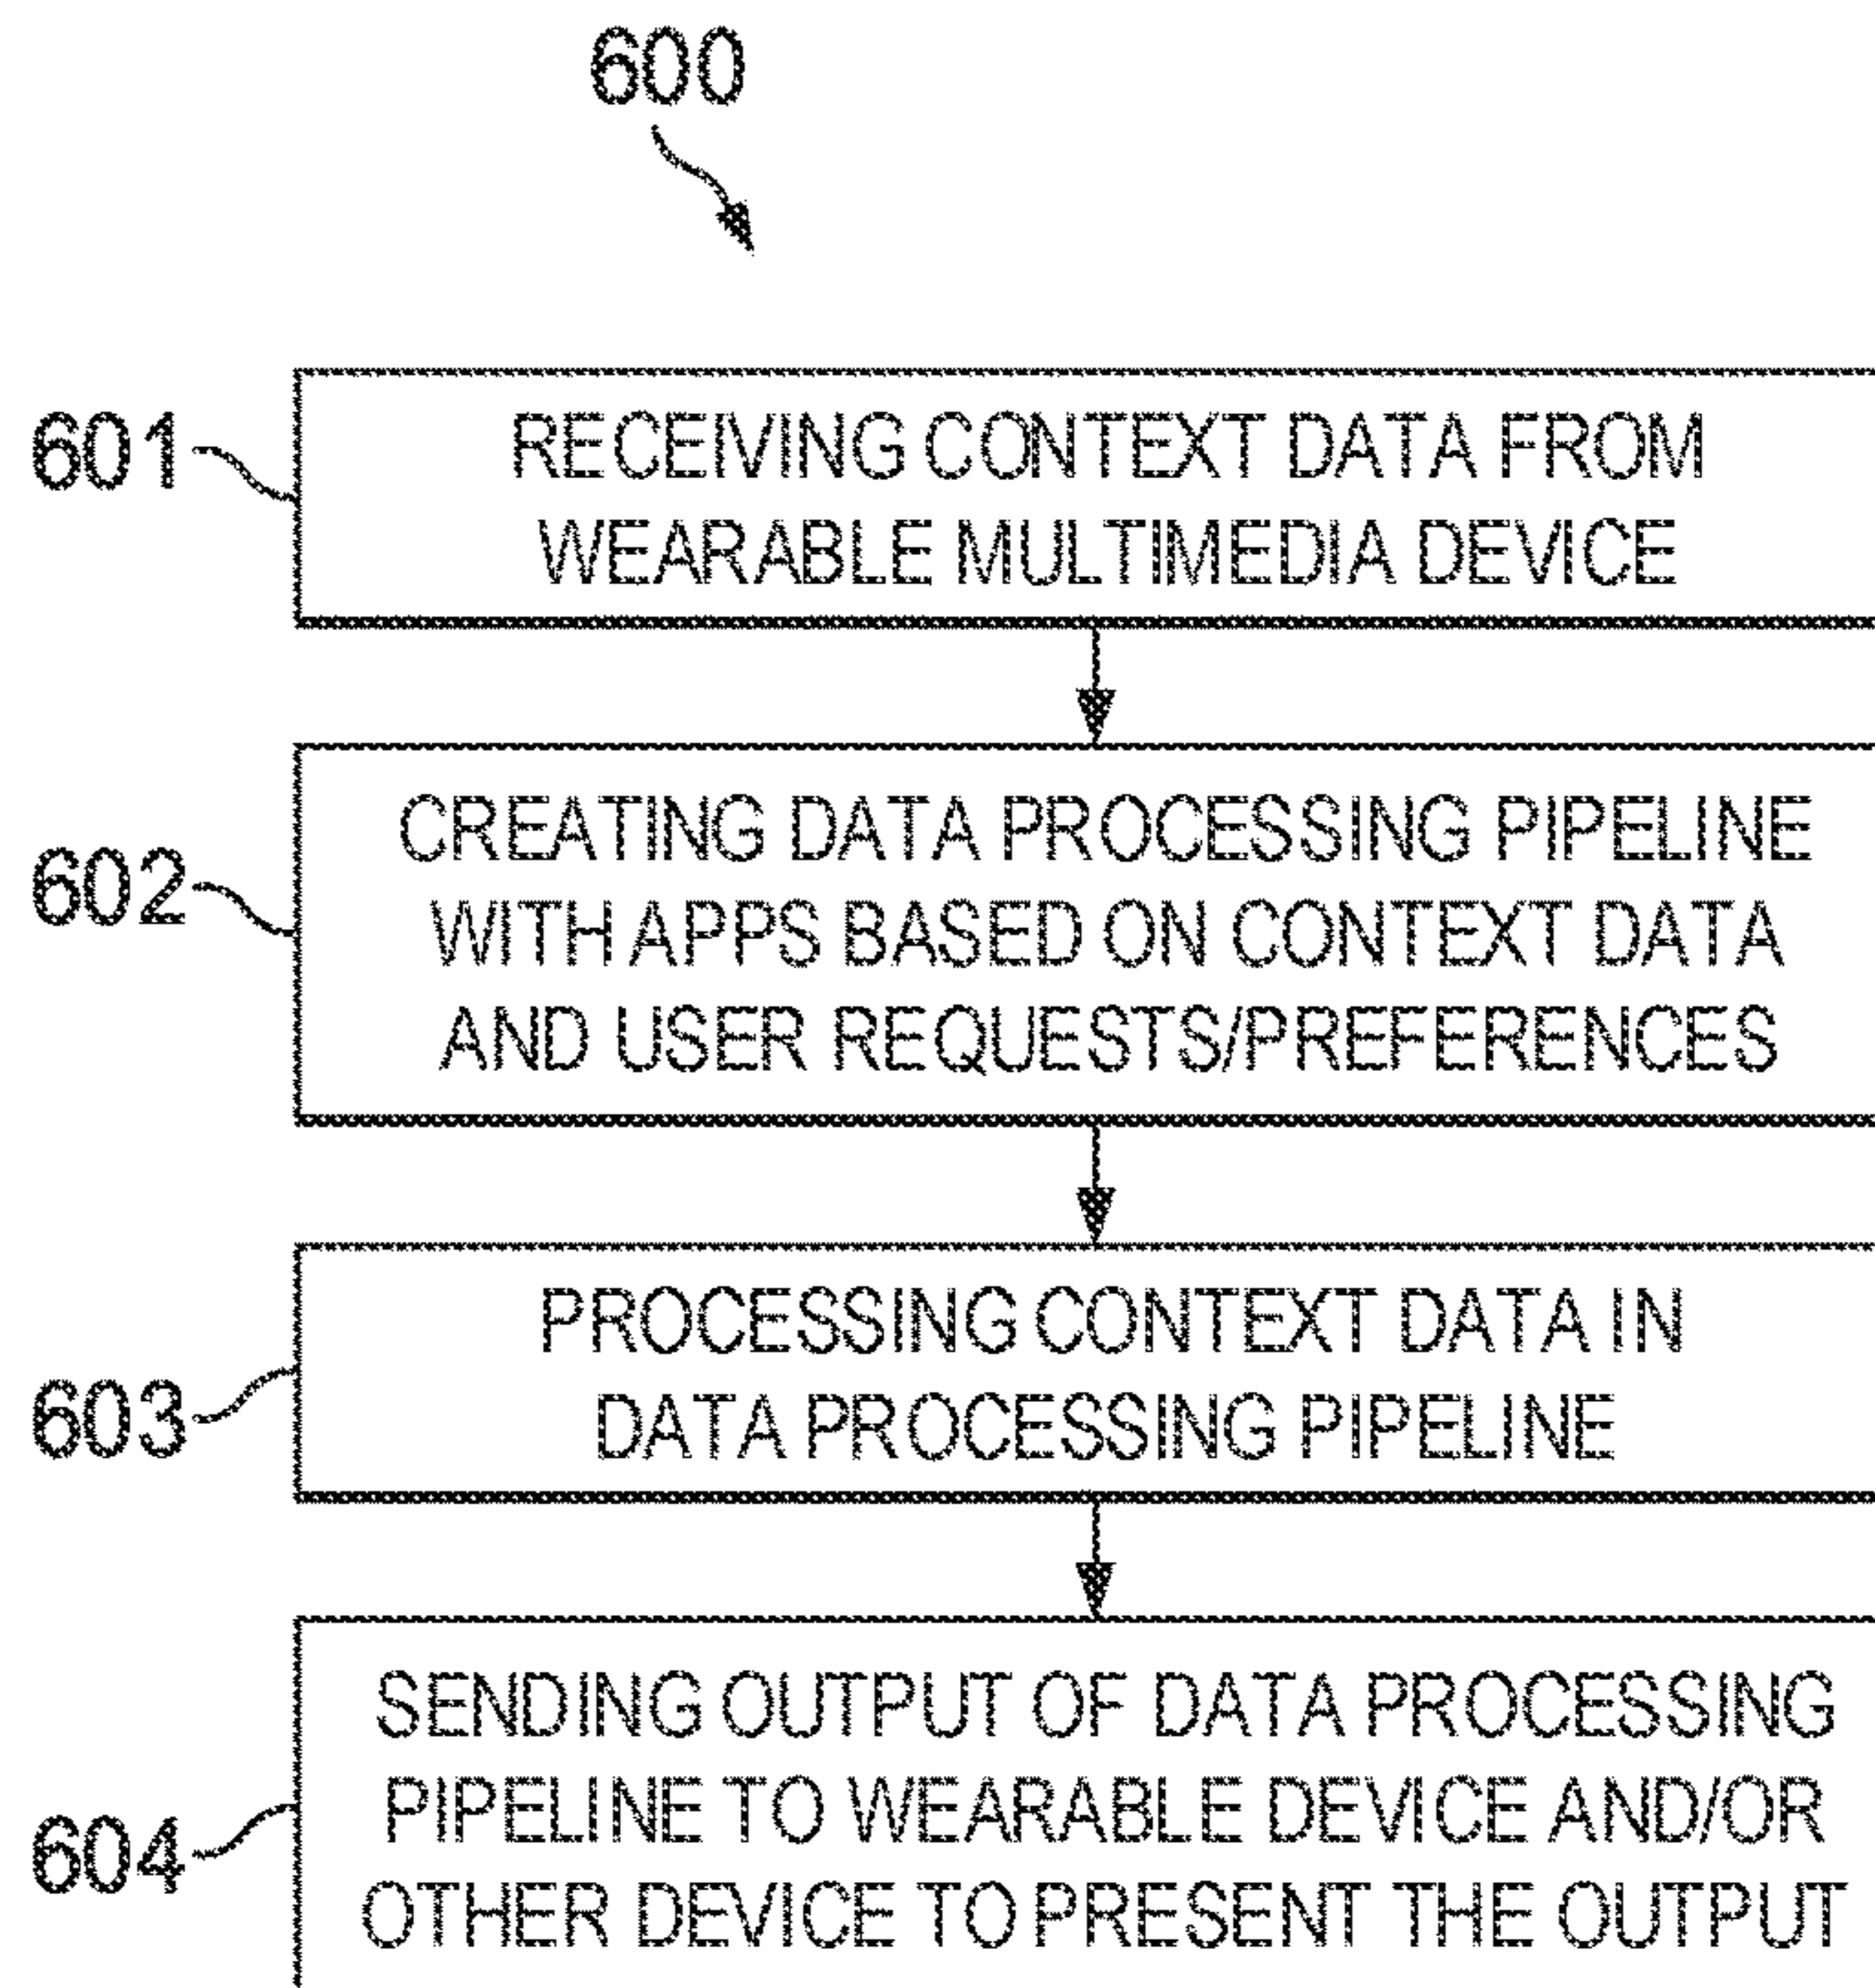 600
601
RECEIVING CONTEXT DATA FROM
WEARABLE MULTIMEDIA DEVICE
602
CREATING DATA PROCESSING PIPELINE
WITH APPS BASED ON CONTEXT DATA
AND USER REQUESTS/PREFERENCES
603
PROCESSING CONTEXT DATA IN
DATA PROCESSING PIPELINE
604
SENDING OUTPUT OF DATA PROCESSING
PIPELINE TO WEARABLE DEVICE AND/OR
OTHER DEVICE TO PRESENT THE OUTPUT